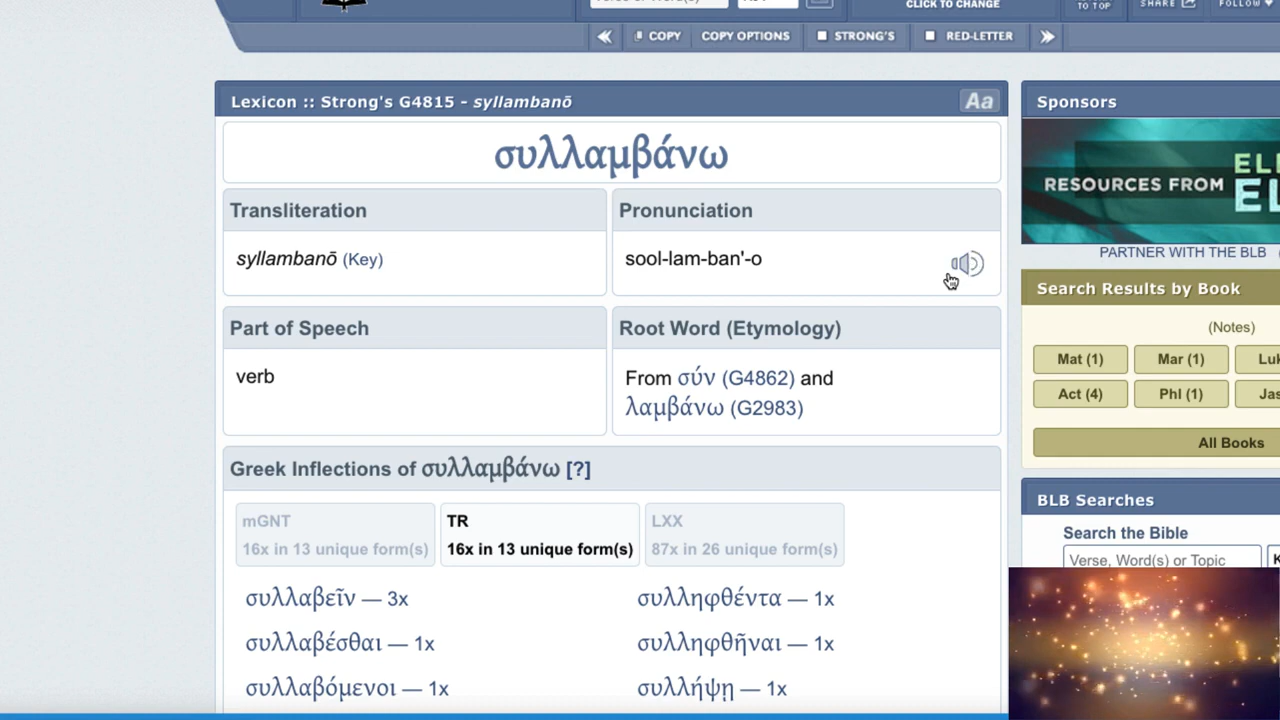 CLICK TO CHANGE
TO TOP
SHARE
FOLLOW
COPY
COPY OPTIONS
STRONG'S
RED-LETTER
Lexicon :: Strong's G4815 - syllambanō
Aa
συλλαμβάνω
Transliteration
syllambanō (Key)
Pronunciation
sool-lam-ban'-o
Part of Speech
verb
Root Word (Etymology)
From σύν (G4862) and
λαμβάνω (G2983)
Greek Inflections of συλλαμβάνω [?]
mGNT
16x in 13 unique form(s)
TR
16x in 13 unique form(s)
LXX
87x in 26 unique form(s)
συλλαβεῖν — 3x
συλληφθέντα — 1x
συλλαβέσθαι — 1x
συλληφθῆναι — 1x
συλλαβόμενοι — 1x
συλλήψῃ — 1x
Sponsors
RESOURCES FROM
EL
PARTNER WITH THE BLB
Search Results by Book
(Notes)
Mat (1)
Mar (1)
Luk
Act (4)
Phl (1)
Jas
All Books
BLB Searches
Search the Bible
Verse, Word(s) or Topic